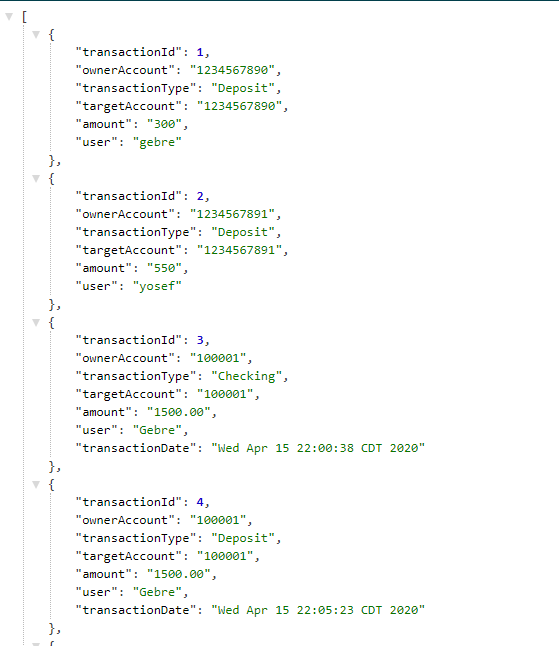 [
{
"transactionId": 1,
"ownerAccount": "1234567890",
"transactionType": "Deposit",
"targetAccount": "1234567890",
"amount": "300",
"user": "gebre"
},
{
"transactionId": 2,
"ownerAccount": "1234567891",
"transactionType": "Deposit",
"targetAccount": "1234567891",
"amount": "550",
"user": "yosef"
},
{
"transactionId": 3,
"ownerAccount": "100001",
"transactionType": "Checking",
"targetAccount": "100001",
"amount": "1500.00",
"user": "Gebre",
"transactionDate": "Wed Apr 15 22:00:38 CDT 2020"
},
{
"transactionId": 4,
"ownerAccount": "100001",
"transactionType": "Deposit",
"targetAccount": "100001",
"amount": "1500.00",
"user": "Gebre",
"transactionDate": "Wed Apr 15 22:05:23 CDT 2020"
},
{